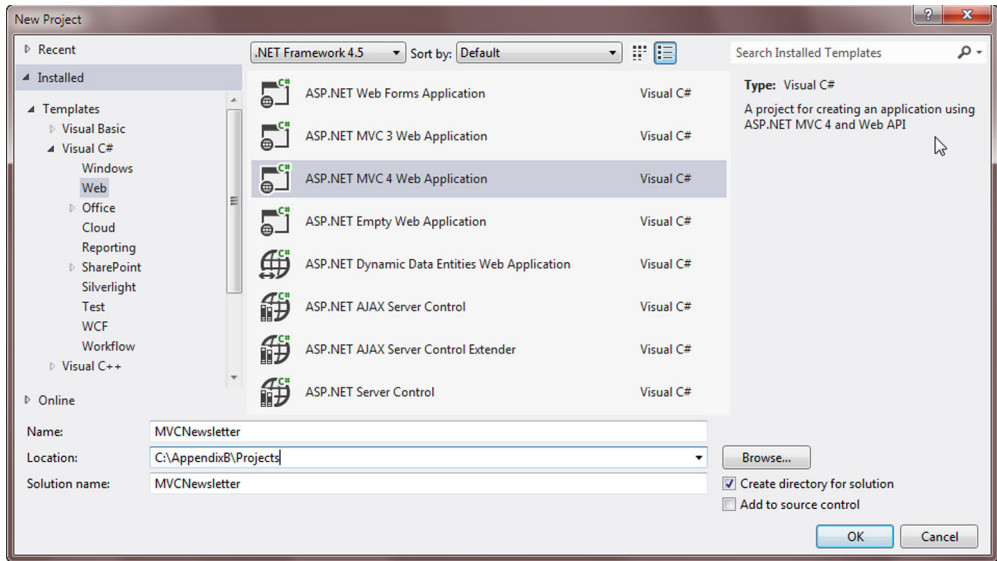 New Project
Recent
.NET Framework 4.5
Sort by: Default
Search Installed Templates
Installed
Templates
Visual Basic
Visual C#
Windows
Web
Office
Cloud
Reporting
SharePoint
Silverlight
Test
WCF
Workflow
Visual C++
Online
C# ASP.NET Web Forms Application Visual C#
C# ASP.NET MVC 3 Web Application Visual C#
C# ASP.NET MVC 4 Web Application Visual C#
C# ASP.NET Empty Web Application Visual C#
C# ASP.NET Dynamic Data Entities Web Application Visual C#
C# ASP.NET AJAX Server Control Visual C#
C# ASP.NET AJAX Server Control Extender Visual C#
C# ASP.NET Server Control Visual C#
Type: Visual C#
A project for creating an application using
ASP.NET MVC 4 and Web API
Name: MVCNewsletter
Location: C:\AppendixB\Projects
Browse...
Solution name: MVCNewsletter
Create directory for solution
Add to source control
OK
Cancel